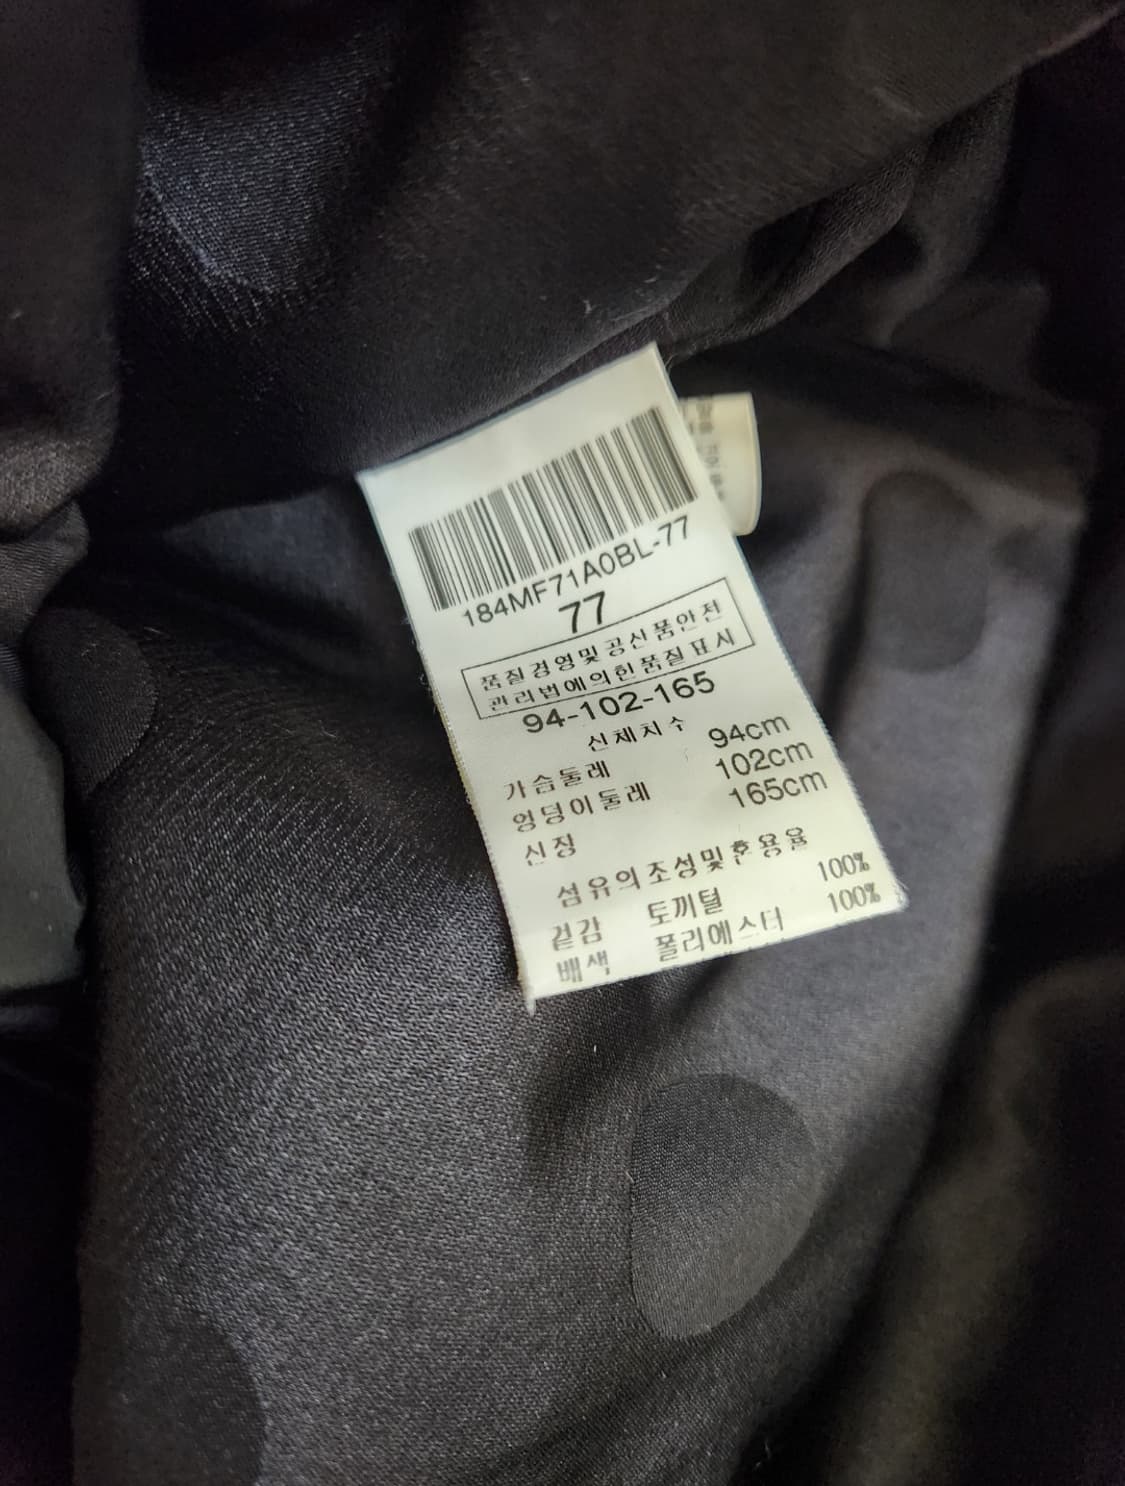 184MF71A0BL-77
77
품질경영및공산품안전
관리법에의한품질표시
94-102-165
신체치수
가슴둘레 94cm
엉덩이둘레 102cm
신장 165cm
섬유의조성및혼용율
겉감 토끼털 100%
배색 폴리에스터 100%